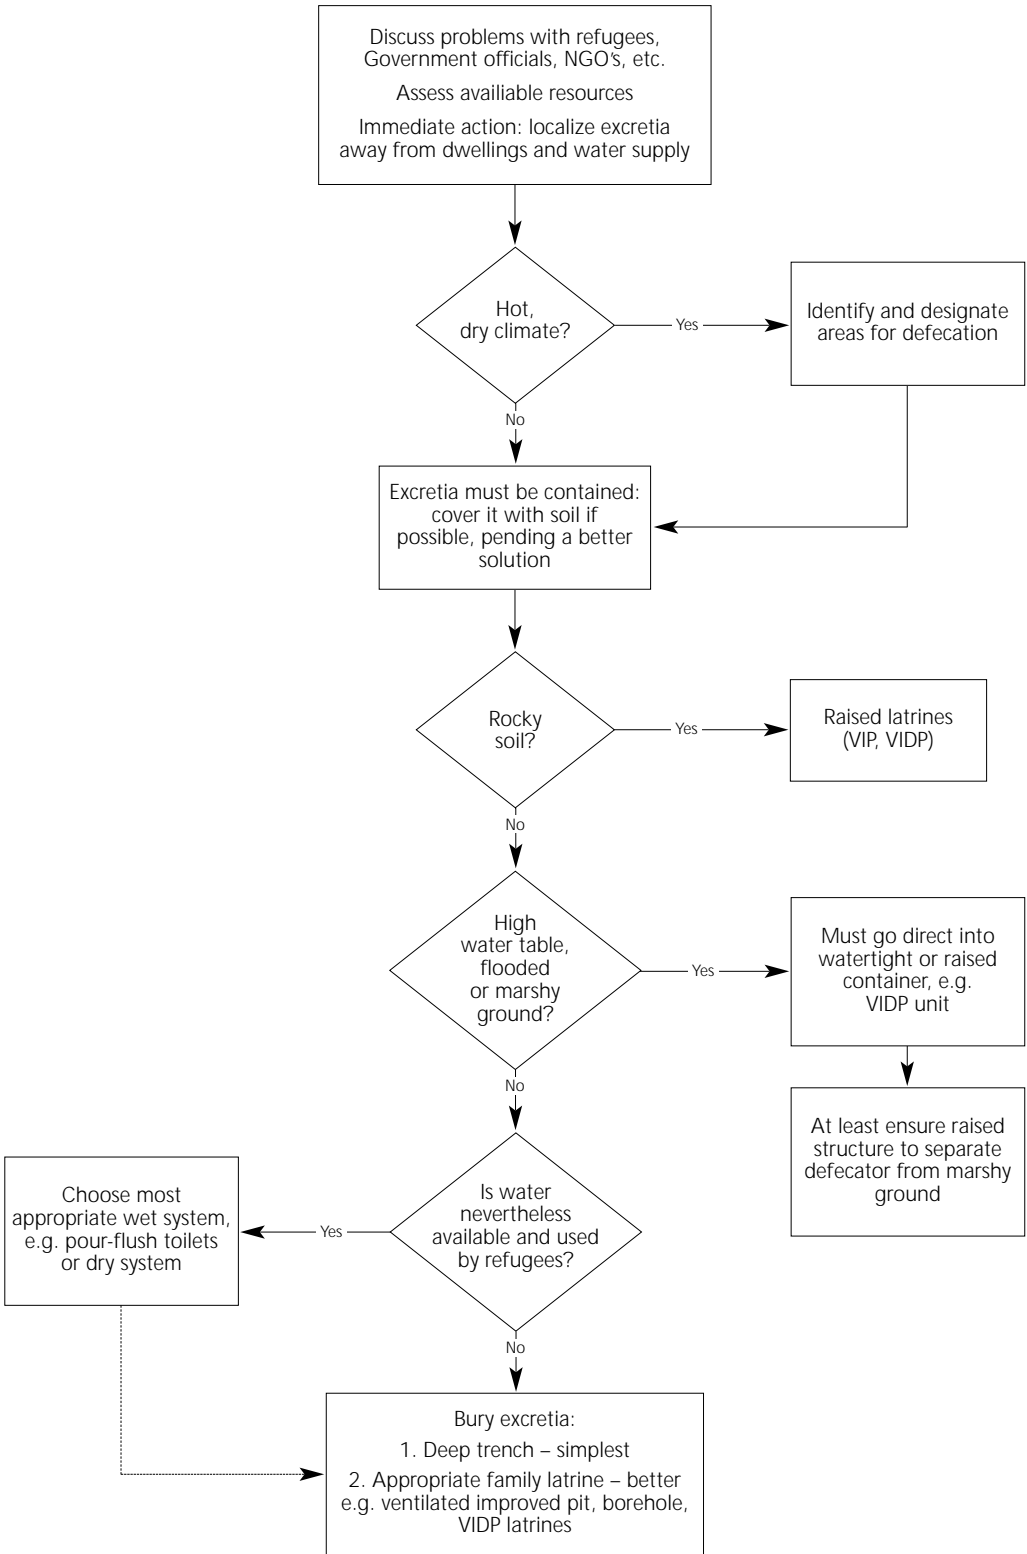 Discuss problems with refugees,
Government officials, NGO's, etc.
Assess availiable resources
Immediate action: localize excretia
away from dwellings and water supply
Hot,
dry climate?
Yes
Identify and designate
areas for defecation
No
Excretia must be contained:
cover it with soil if
possible, pending a better
solution
Rocky
soil?
Yes
Raised latrines
(VIP, VIDP)
No
High
water table,
flooded
or marshy
ground?
Yes
Must go direct into
watertight or raised
container, e.g.
VIDP unit
At least ensure raised
structure to separate
defecator from marshy
ground
No
Is water
nevertheless
available and used
by refugees?
Yes
Choose most
appropriate wet system,
e.g. pour-flush toilets
or dry system
No
Bury excretia:
1. Deep trench – simplest
2. Appropriate family latrine – better
e.g. ventilated improved pit, borehole,
VIDP latrines